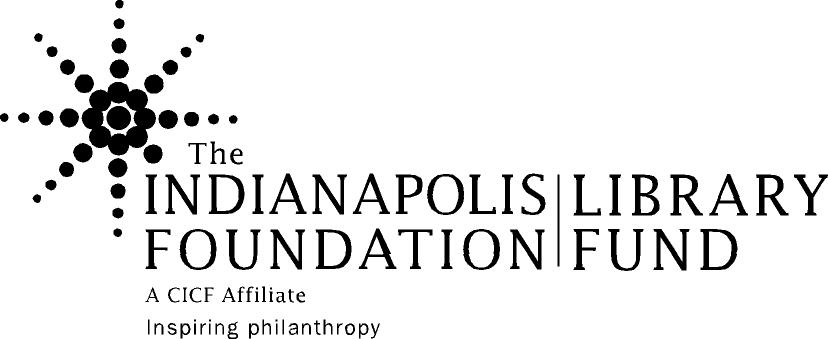 The
INDIANAPOLIS | LIBRARY
FOUNDATION | FUND
A CICF Affiliate
Inspiring philanthropy